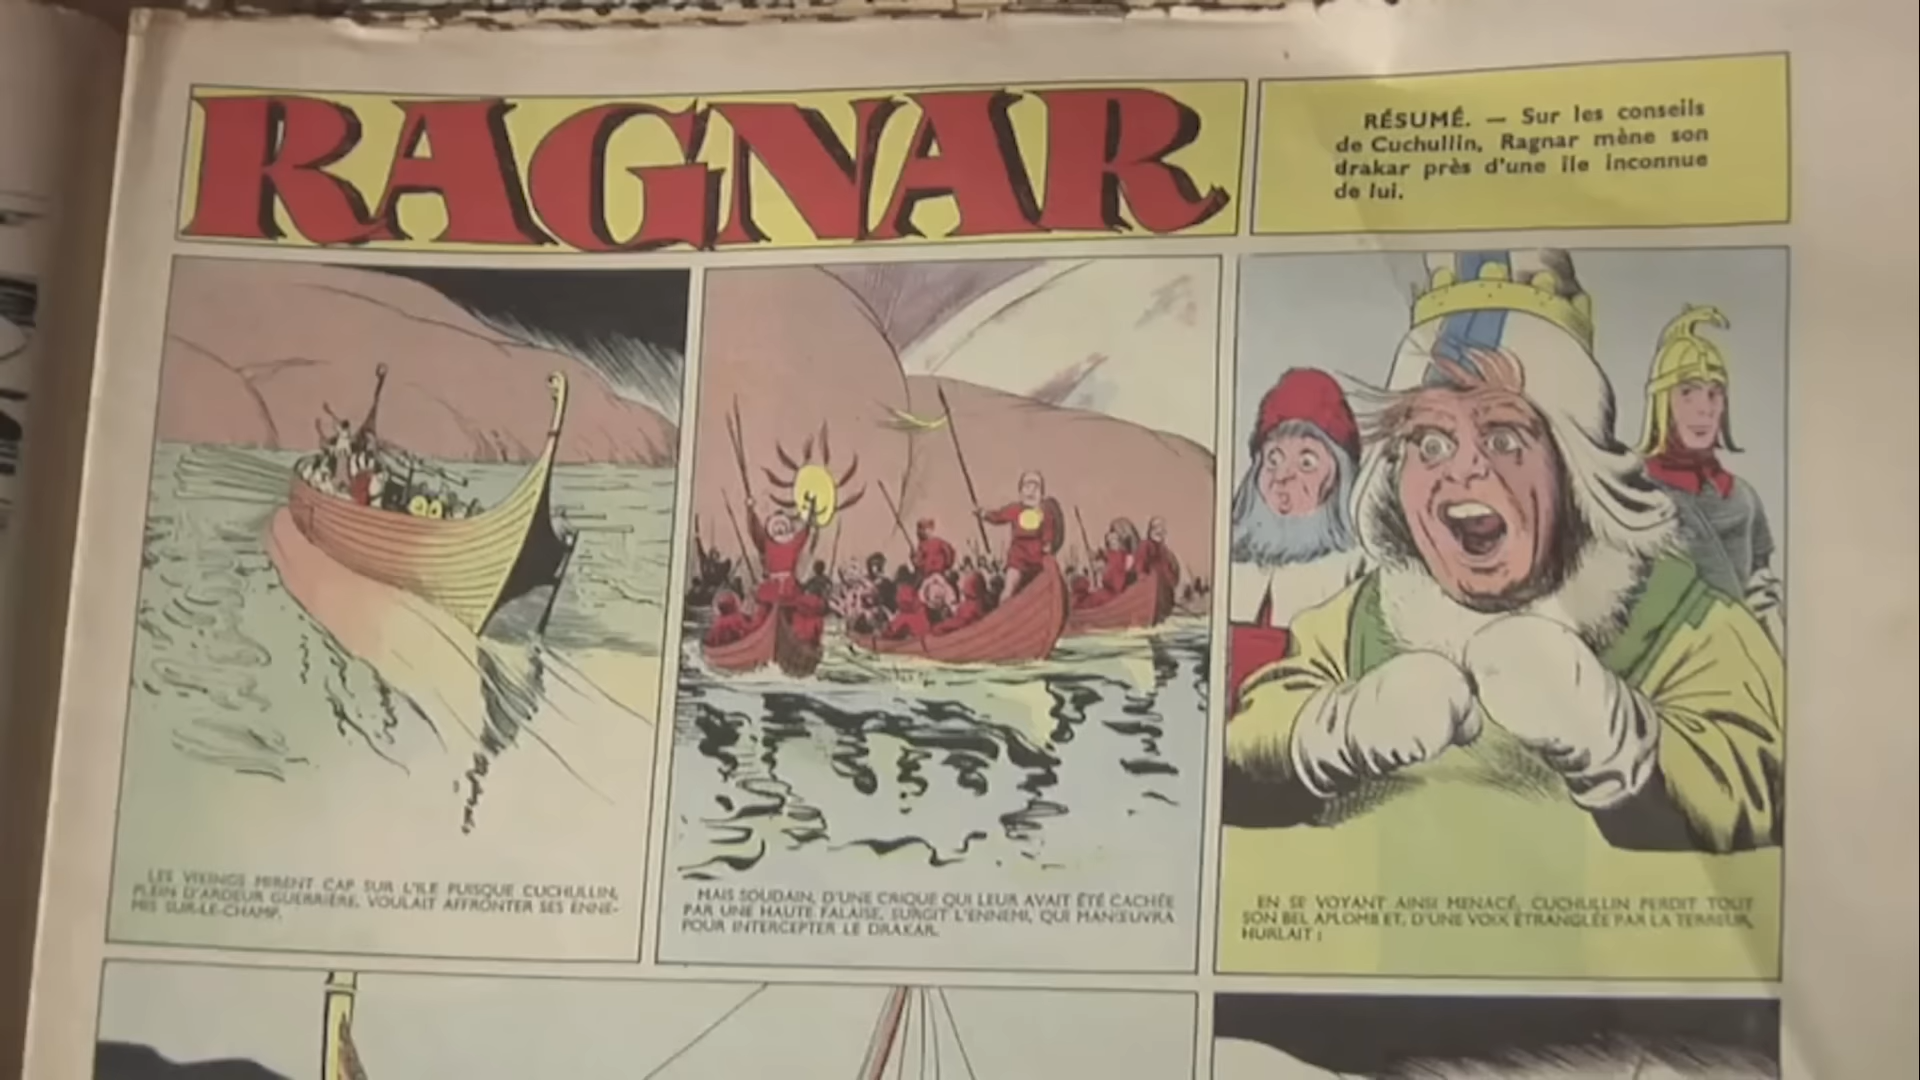 RAGNAR
RÉSUMÉ. — Sur les conseils
de Cuchullin, Ragnar mène son
drakar près d'une île inconnue
de lui.
LES VIKINGS MIRENT CAP SUR L'ILE PUISQUE CUCHULLIN,
PLEIN D'ARDEUR GUERRIÈRE, VOULAIT AFFRONTER SES ENNE-
MIS SUR-LE-CHAMP.
MAIS SOUDAIN, D'UNE CRIQUE QUI LEUR AVAIT ÉTÉ CACHÉE
PAR UNE HAUTE FALAISE, SURGIT L'ENNEMI, QUI MANŒUVRA
POUR INTERCEPTER LE DRAKAR.
EN SE VOYANT AINSI MENACÉ, CUCHULLIN PERDIT TOUT
SON BEL APLOMB ET, D'UNE VOIX ÉTRANGLÉE PAR LA TERREUR,
HURLAIT :